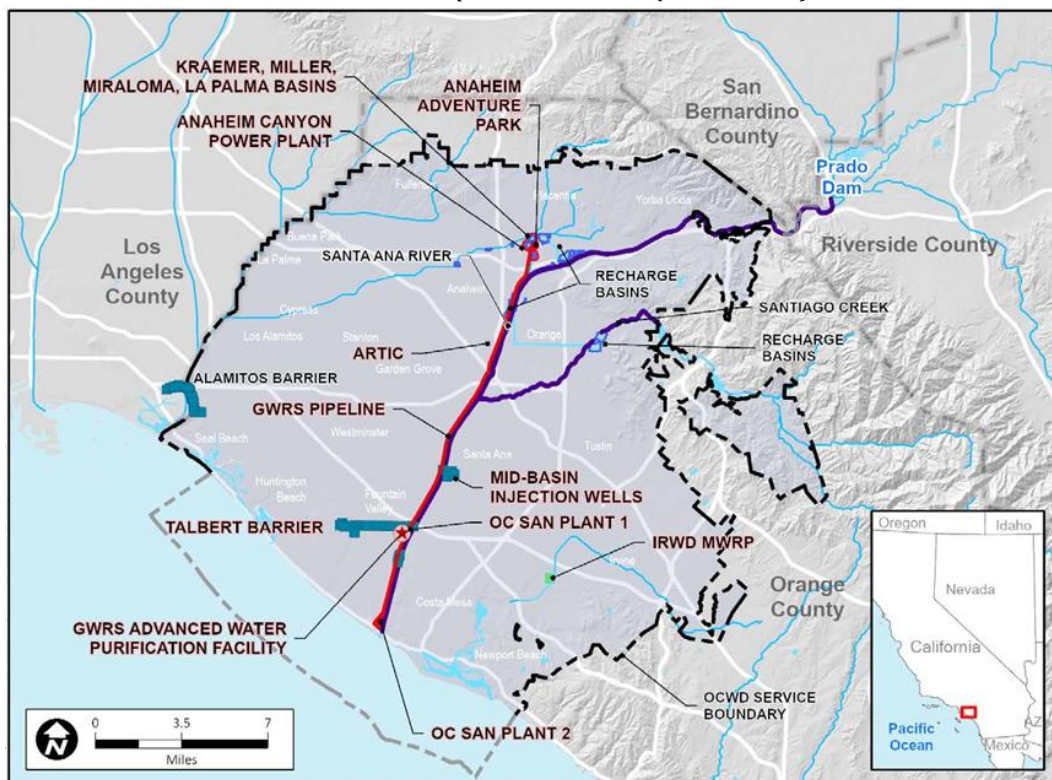 KRAEMER, MILLER,
MIRALOMA, LA PALMA BASINS
ANAHEIM
ADVENTURE
PARK
ANAHEIM CANYON
POWER PLANT
San
Bernardino
County
Prado
Dam
Fullerton
Placentia
Yorba Linda
Los
Angeles
County
Buena Park
La Palma
SANTA ANA RIVER
Riverside County
Anaheim
RECHARGE
BASINS
Cypress
SANTIAGO CREEK
Los Alamitos
Stanton
Orange
RECHARGE
BASINS
ARTIC
Garden Grove
ALAMITOS BARRIER
GWRS PIPELINE
Seal Beach
Westminster
Santa Ana
Tustin
Huntington
Beach
MID-BASIN
INJECTION WELLS
Fountain
Valley
TALBERT BARRIER
OC SAN PLANT 1
IRWD MWRP
Irvine
Orange
County
Costa Mesa
GWRS ADVANCED WATER
PURIFICATION FACILITY
Newport Beach
OCWD SERVICE
BOUNDARY
OC SAN PLANT 2
N
0 3.5 7
Miles
Oregon
Idaho
Nevada
California
AZ
Pacific
Ocean
Mexico